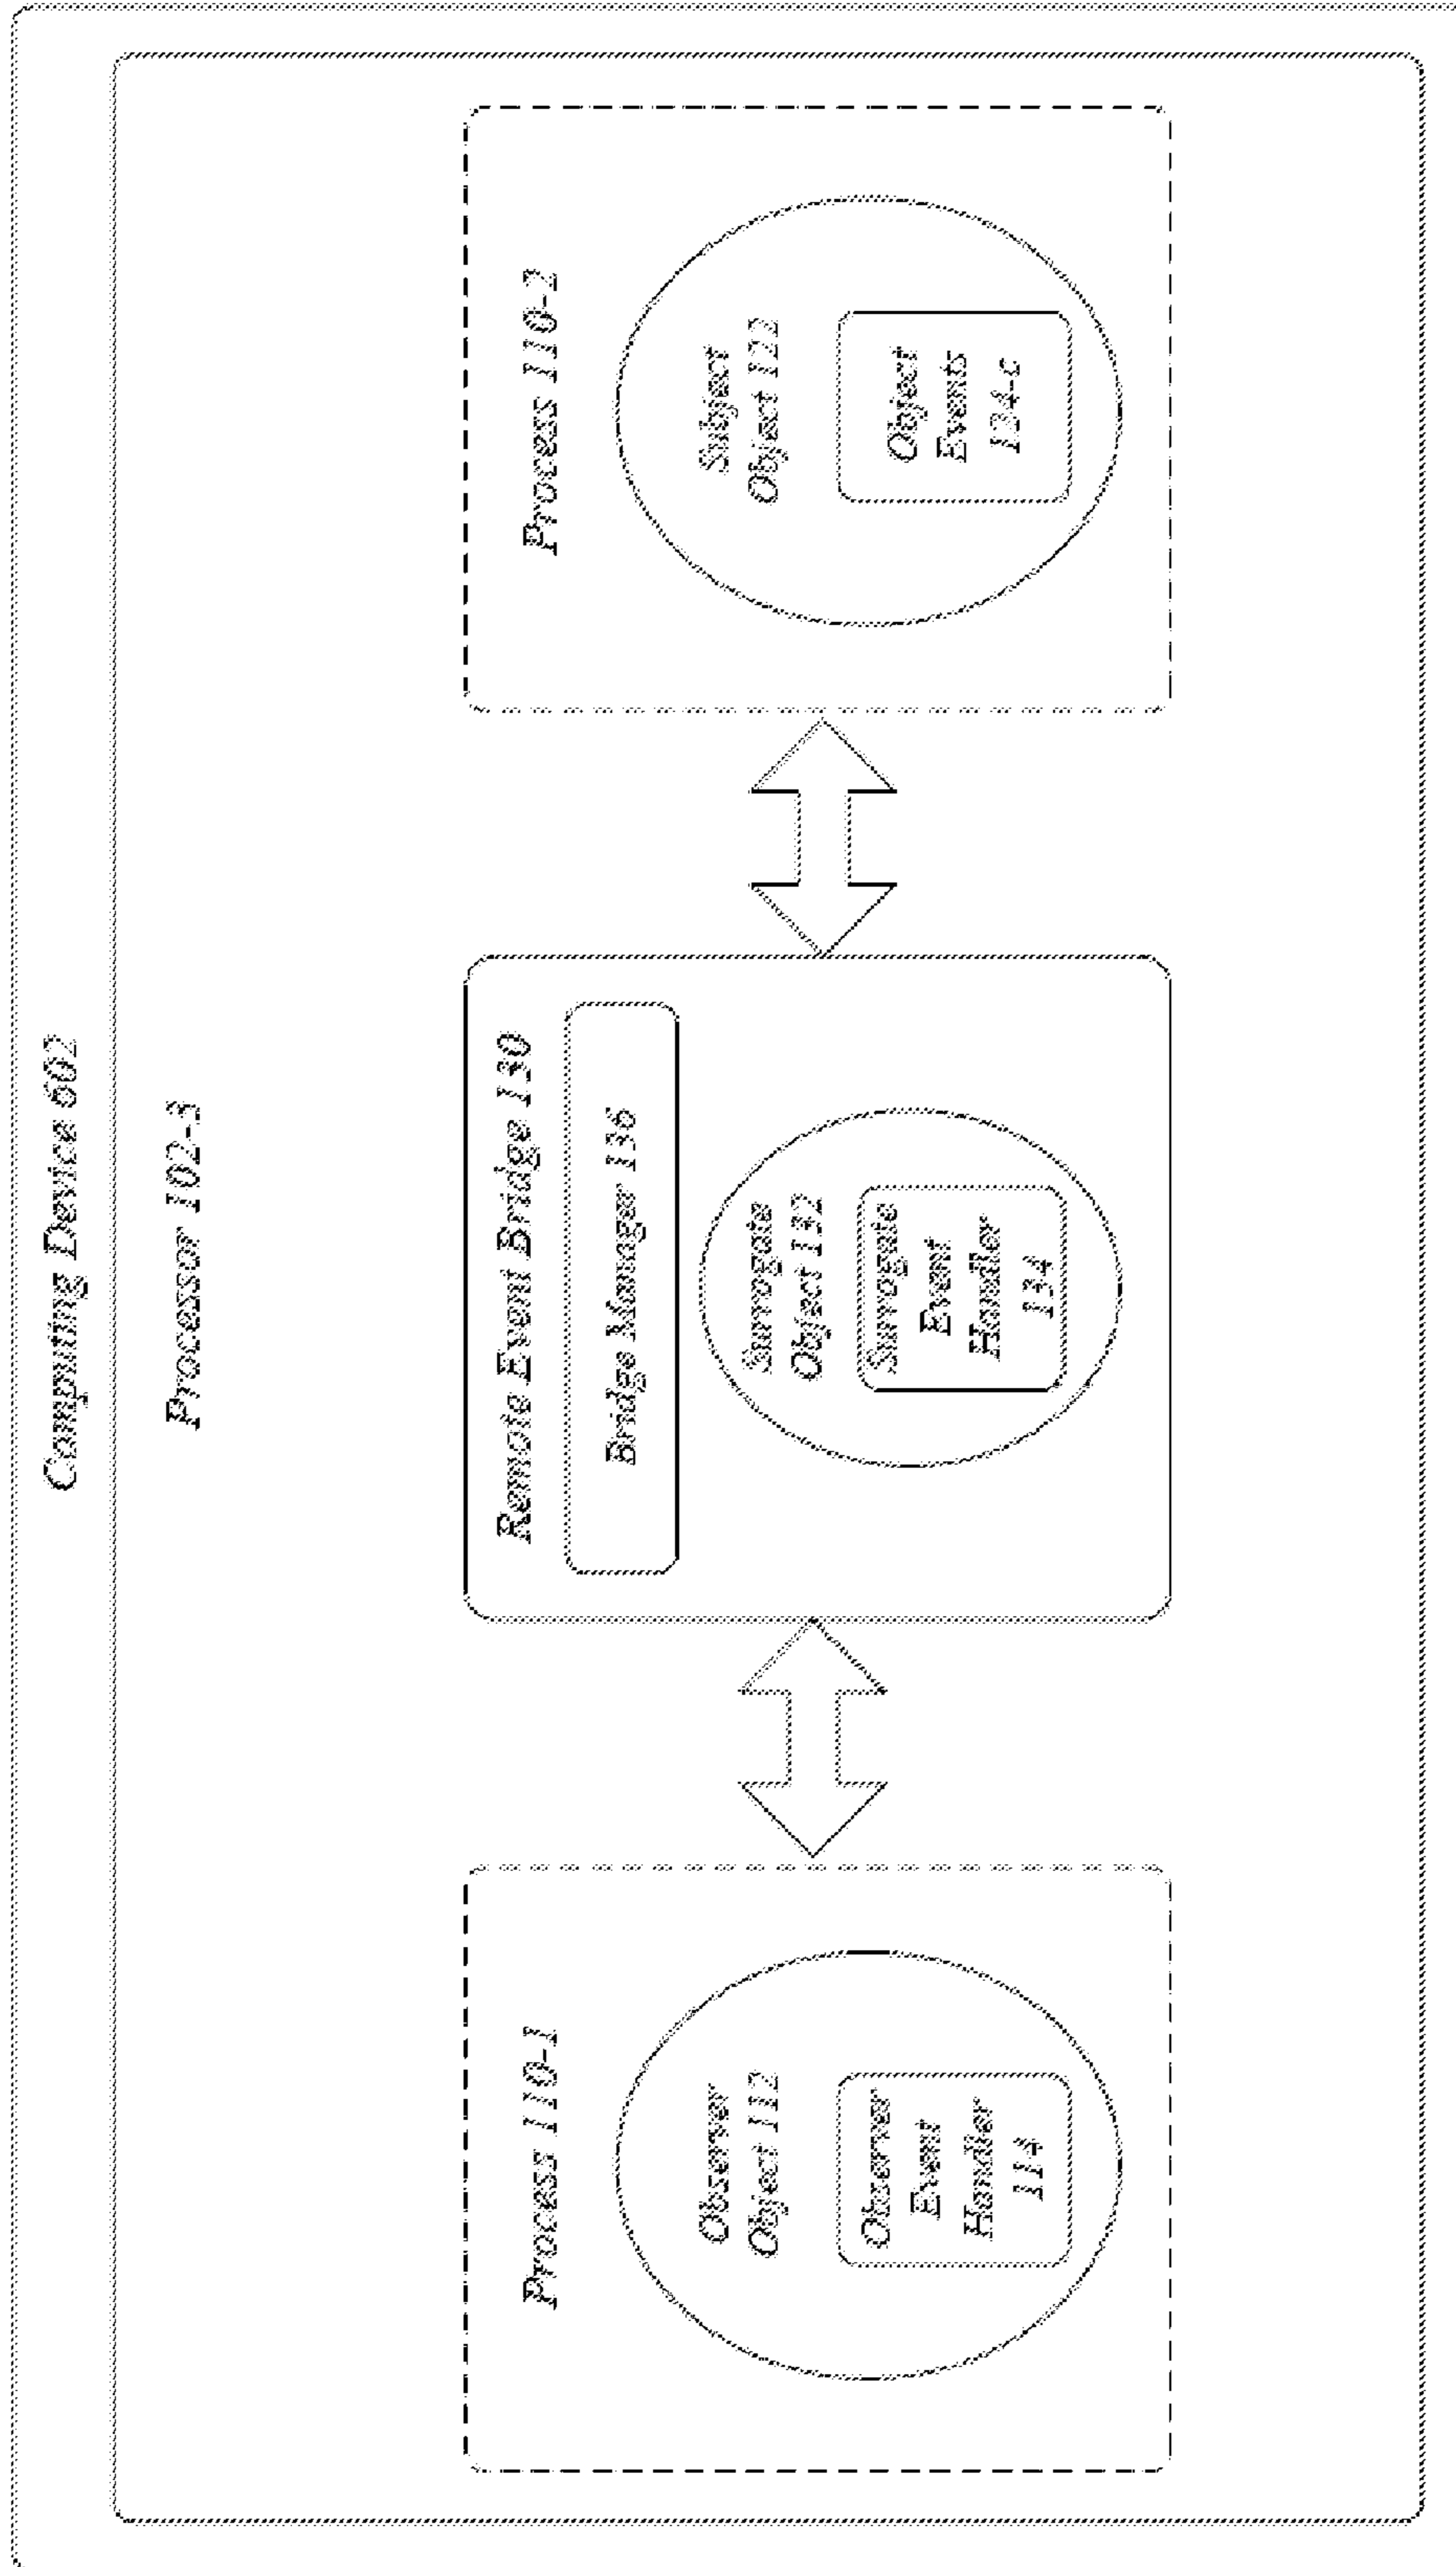 Computing Device 602
Processor 102-3
Process 110-1
Observer
Object 112
Observer
Event
Handler
114
Remote Event Bridge 130
Bridge Manager 136
Surrogate
Object 132
Surrogate
Event
Handler
134
Process 110-2
Subject
Object 122
Object
Events
124-c